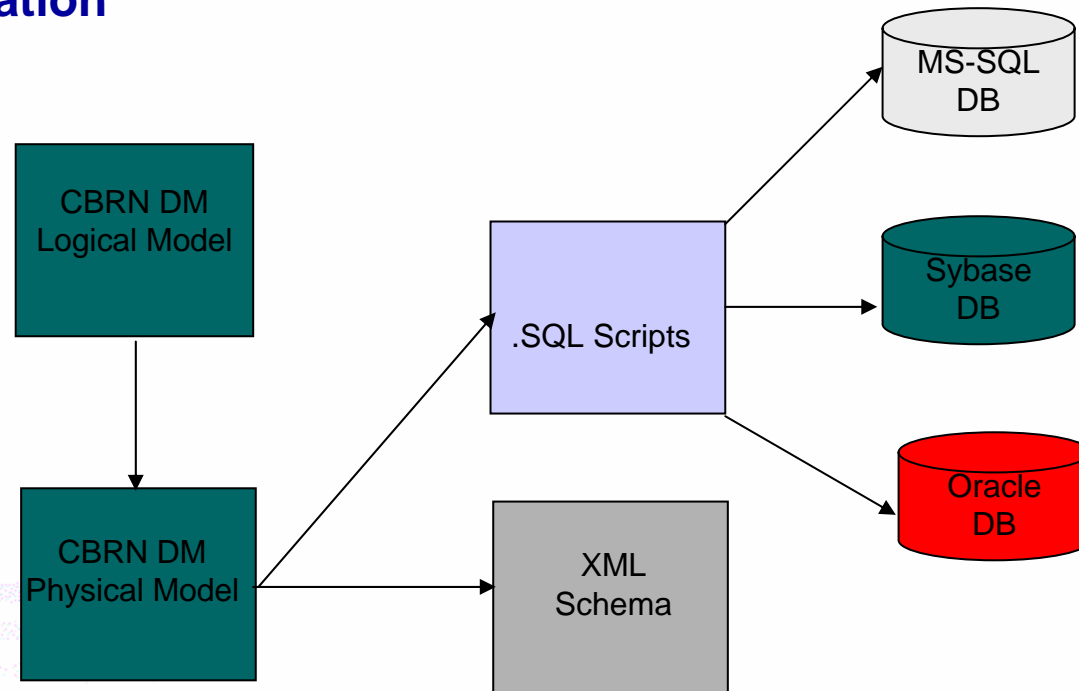 MS-SQL
DB
CBRN DM
Logical Model
Sybase
DB
.SQL Scripts
Oracle
DB
CBRN DM
Physical Model
XML
Schema